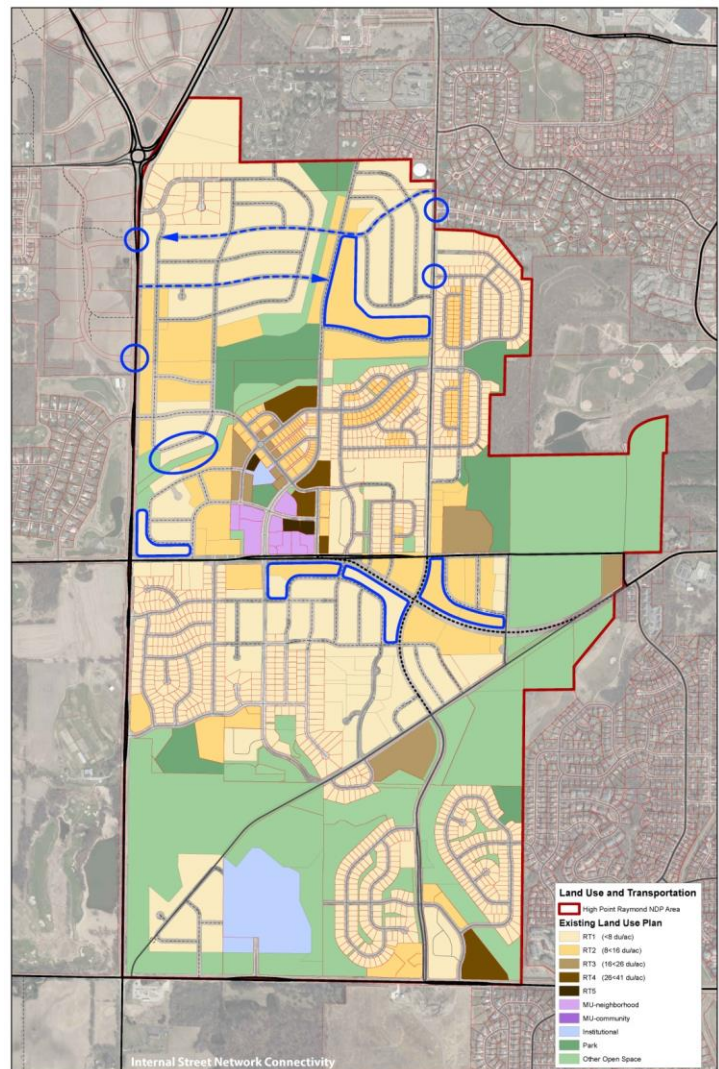 Land Use and Transportation
High Point Raymond NDP Area
Existing Land Use Plan
RT1 (<8 du/ac)
RT2 (8<16 du/ac)
RT3 (16<26 du/ac)
RT4 (26<41 du/ac)
RT5
MU-neighborhood
MU-community
Institutional
Park
Other Open Space
Internal Street Network Connectivity